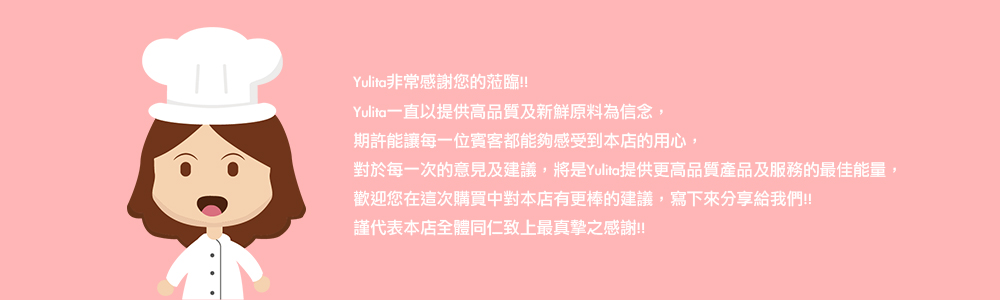 Yulita非常感謝您的蒞臨!!
Yulita一直以提供高品質及新鮮原料為信念，
期許能讓每一位賓客都能夠感受到本店的用心，
對於每一次的意見及建議，將是Yulita提供更高品質產品及服務的最佳能量，
歡迎您在這次購買中對本店有更棒的建議，寫下來分享給我們!!
謹代表本店全體同仁致上最真摯之感謝!!